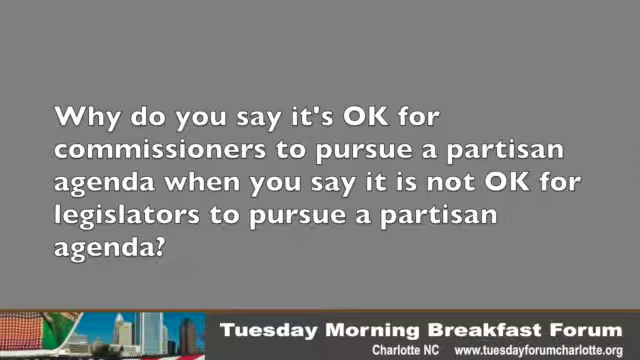 Why do you say it's OK for
commissioners to pursue a partisan
agenda when you say it is not OK for
legislators to pursue a partisan
agenda?
Tuesday Morning Breakfast Forum
Charlotte NC www.tuesdayforumcharlotte.org